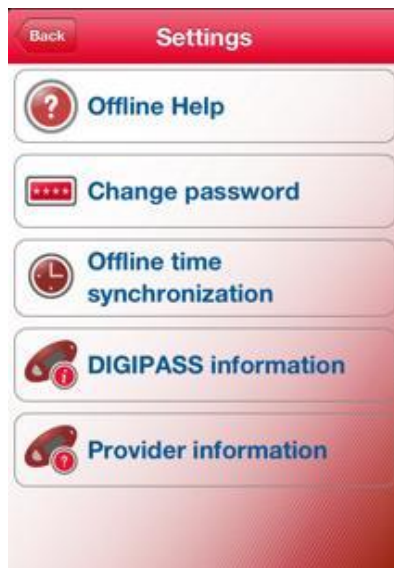 Back
Settings
Offline Help
Change password
Offline time
synchronization
DIGIPASS information
Provider information